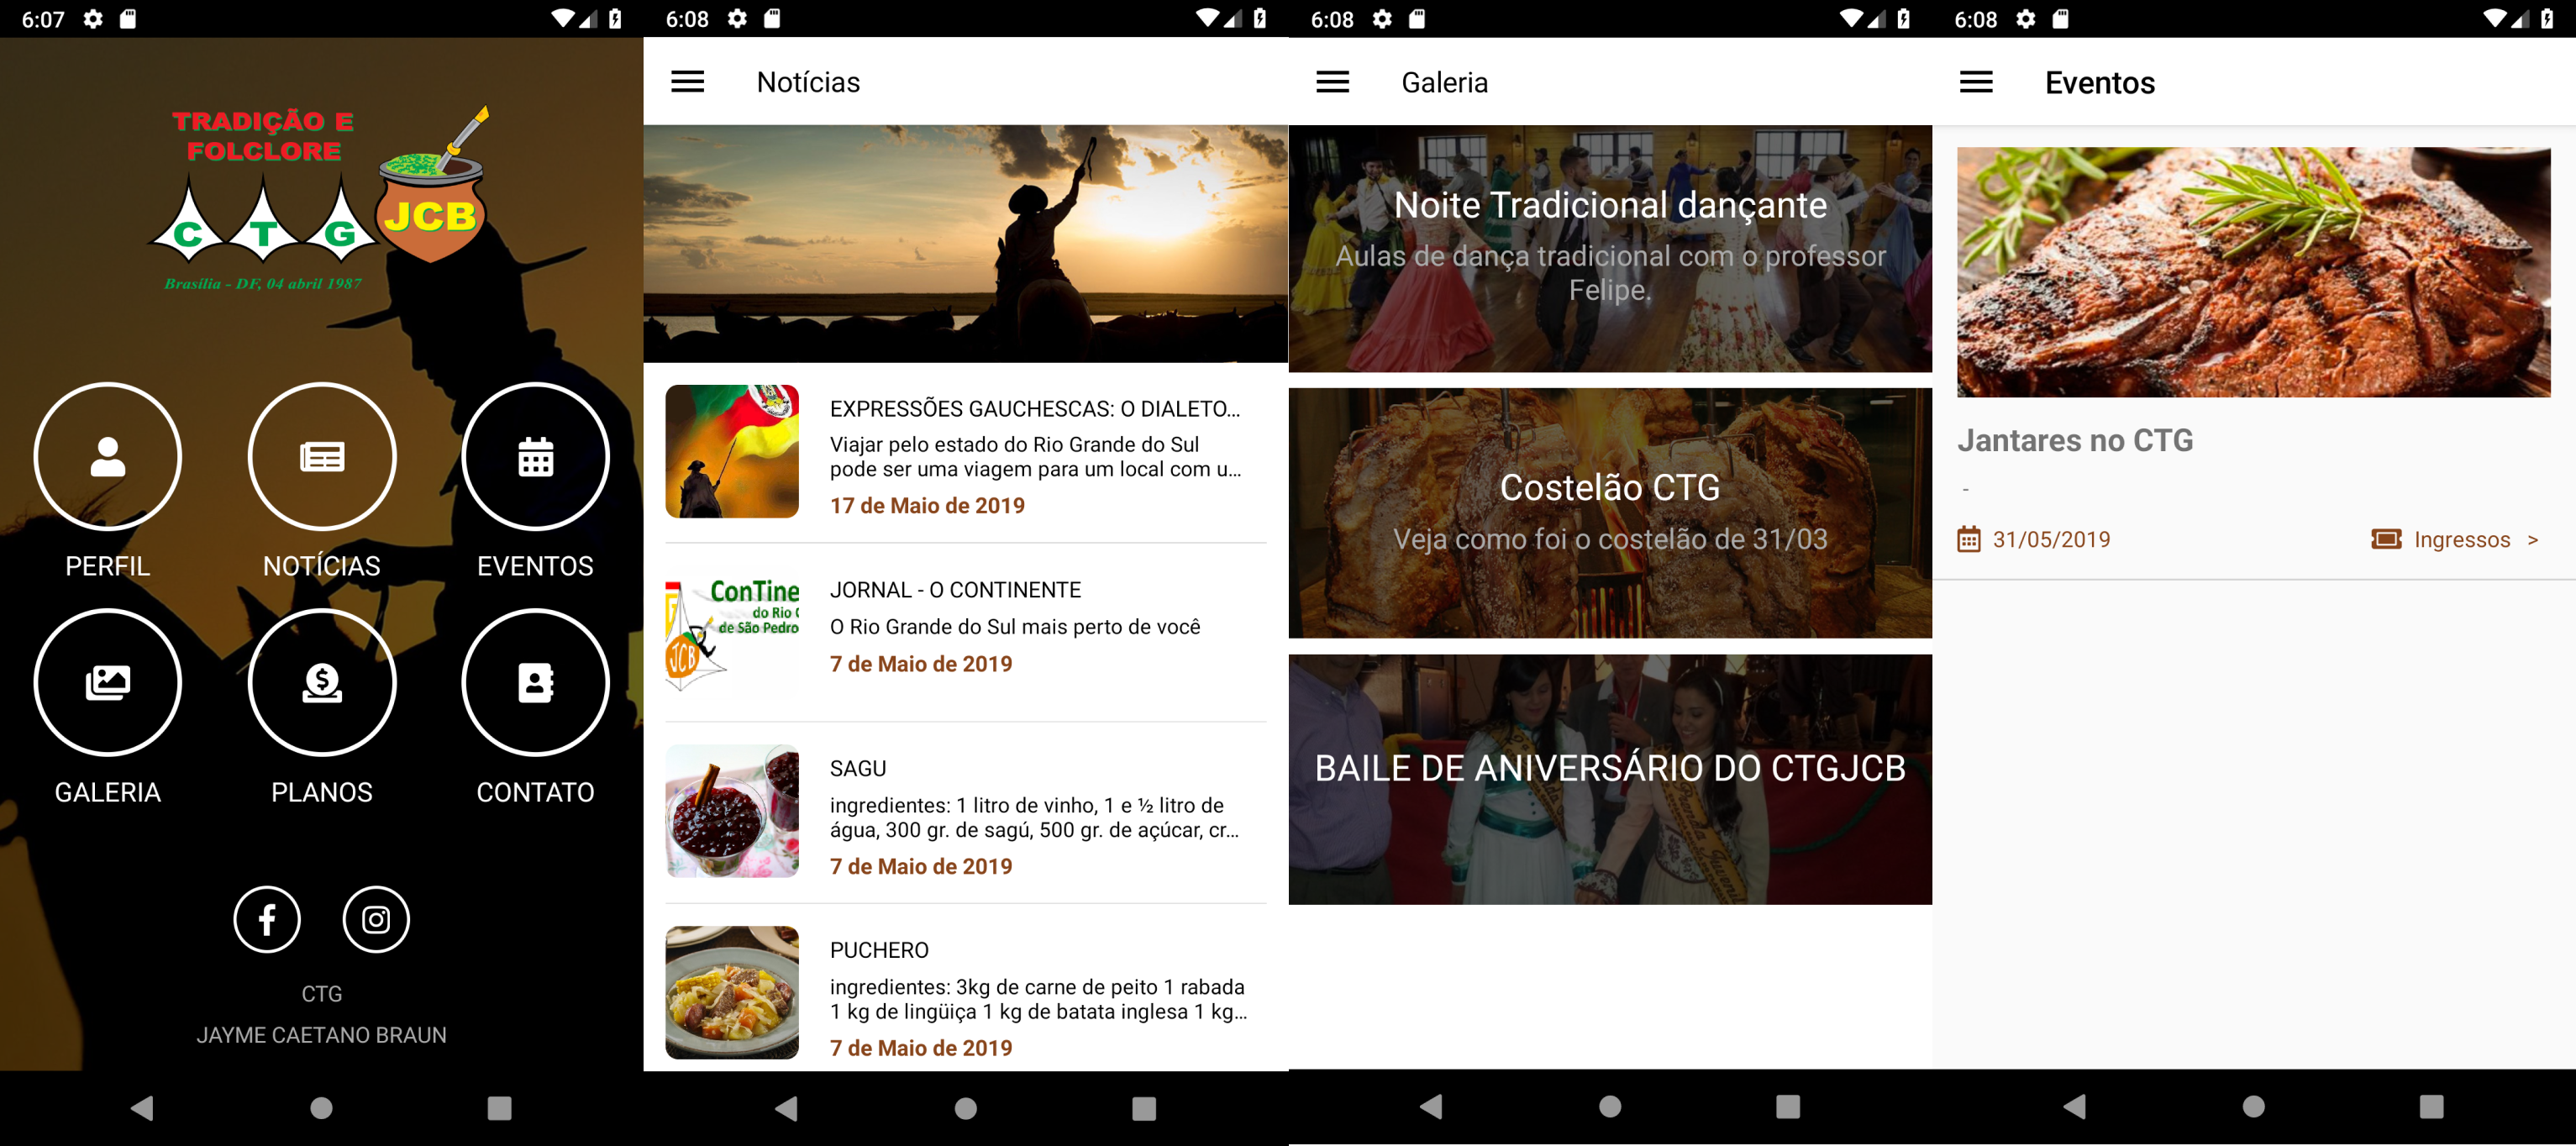 6:07
TRADIÇÃO E
FOLCLORE
C T G
JCB
Brasília - DF, 04 abril 1987
PERFIL
NOTÍCIAS
EVENTOS
GALERIA
PLANOS
CONTATO
CTG
JAYME CAETANO BRAUN
6:08
Notícias
EXPRESSÕES GAUCHESCAS: O DIALETO...
Viajar pelo estado do Rio Grande do Sul
pode ser uma viagem para um local com u...
17 de Maio de 2019
ConTine
do Rio
de São Pedro
JCB
JORNAL - O CONTINENTE
O Rio Grande do Sul mais perto de você
7 de Maio de 2019
SAGU
ingredientes: 1 litro de vinho, 1 e ½ litro de
água, 300 gr. de sagú, 500 gr. de açúcar, cr...
7 de Maio de 2019
PUCHERO
ingredientes: 3kg de carne de peito 1 rabada
1 kg de lingüiça 1 kg de batata inglesa 1 kg...
7 de Maio de 2019
6:08
Galeria
Noite Tradicional dançante
Aulas de dança tradicional com o professor
Felipe.
Costelão CTG
Veja como foi o costelão de 31/03
BAILE DE ANIVERSÁRIO DO CTGJCB
6:08
Eventos
Jantares no CTG
-
31/05/2019
Ingressos >